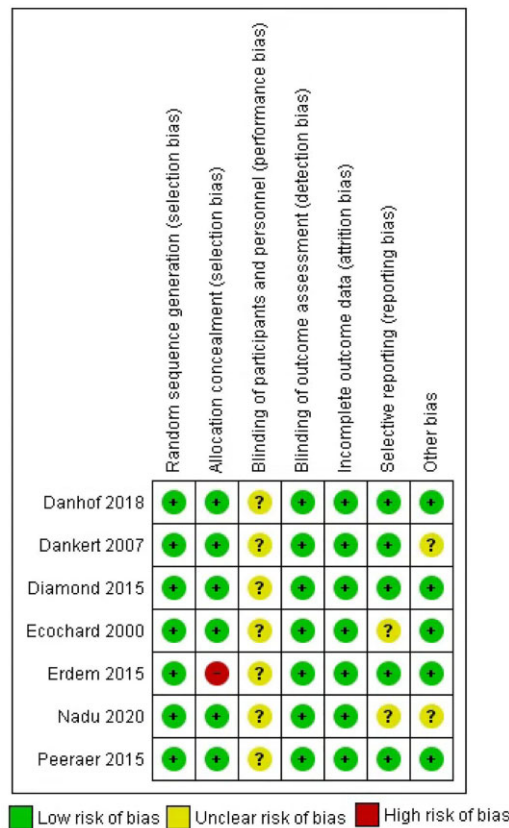 Random sequence generation (selection bias)
Allocation concealment (selection bias)
Blinding of participants and personnel (performance bias)
Blinding of outcome assessment (detection bias)
Incomplete outcome data (attrition bias)
Selective reporting (reporting bias)
Other bias
Danhof 2018 + + ? + + + +
Dankert 2007 + + ? + + + ?
Diamond 2015 + + ? + + + +
Ecochard 2000 + + ? + + ? +
Erdem 2015 + - ? + + + +
Nadu 2020 + + ? + + ? ?
Peeraer 2015 + + ? + + + +
Low risk of bias Unclear risk of bias High risk of bias